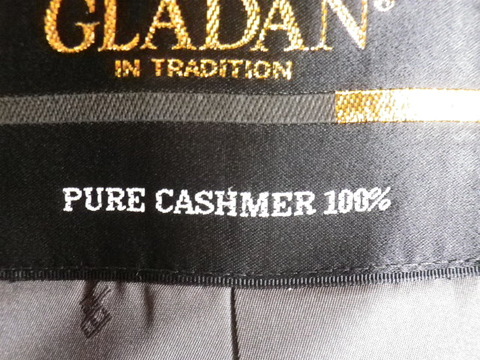 GLADAN®
IN TRADITION
PURE CASHMER 100%